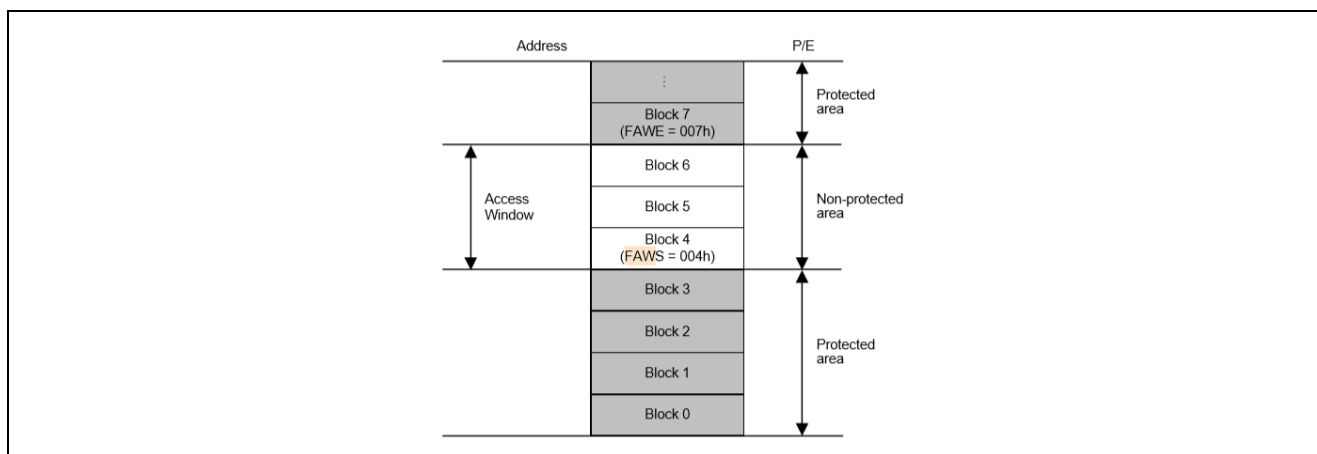 Address P/E
⋮
Protected
area
Block 7
(FAWE = 007h)
Block 6
Access
Window
Block 5
Non-protected
area
Block 4
(FAWS = 004h)
Block 3
Block 2
Protected
area
Block 1
Block 0